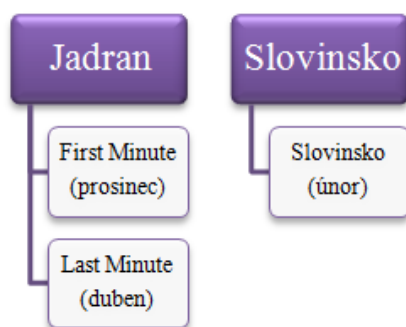 Jadran
First Minute
(prosinec)
Last Minute
(duben)
Slovinsko
Slovinsko
(únor)